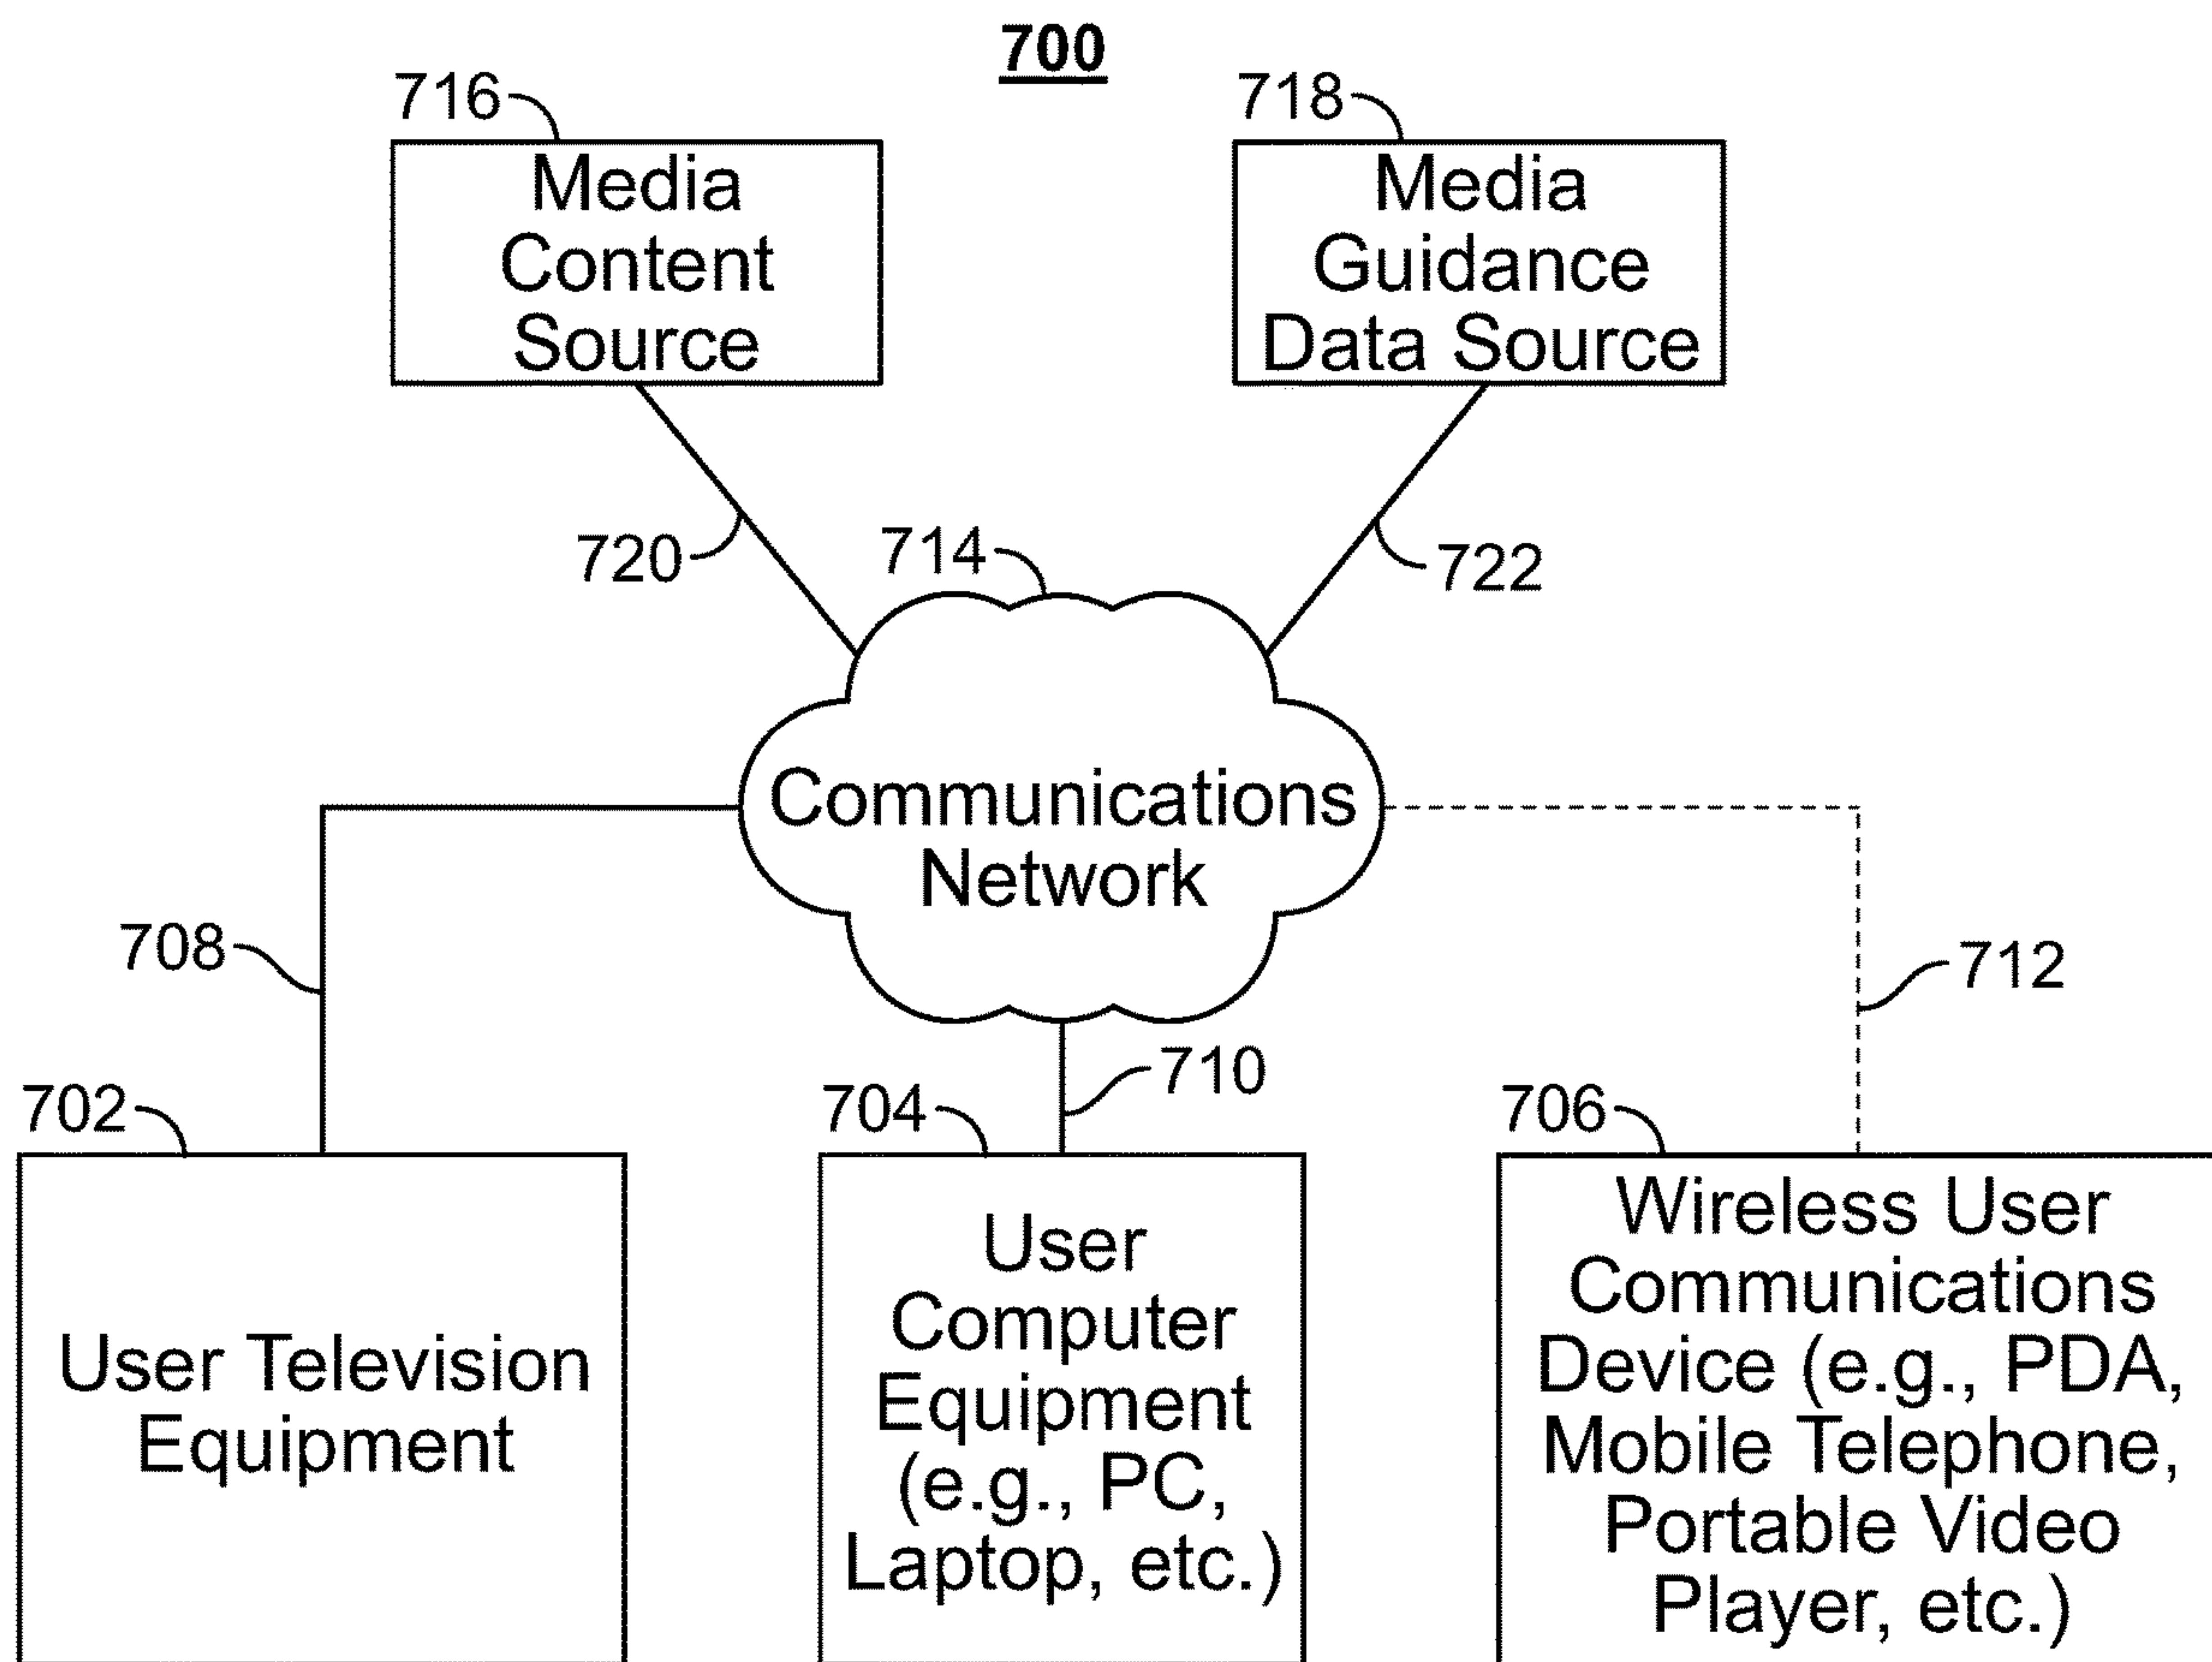 700
716
718
Media
Content
Source
Media
Guidance
Data Source
720
714
722
Communications
Network
708
712
710
702
704
706
User Television
Equipment
User
Computer
Equipment
(e.g., PC,
Laptop, etc.)
Wireless User
Communications
Device (e.g., PDA,
Mobile Telephone,
Portable Video
Player, etc.)